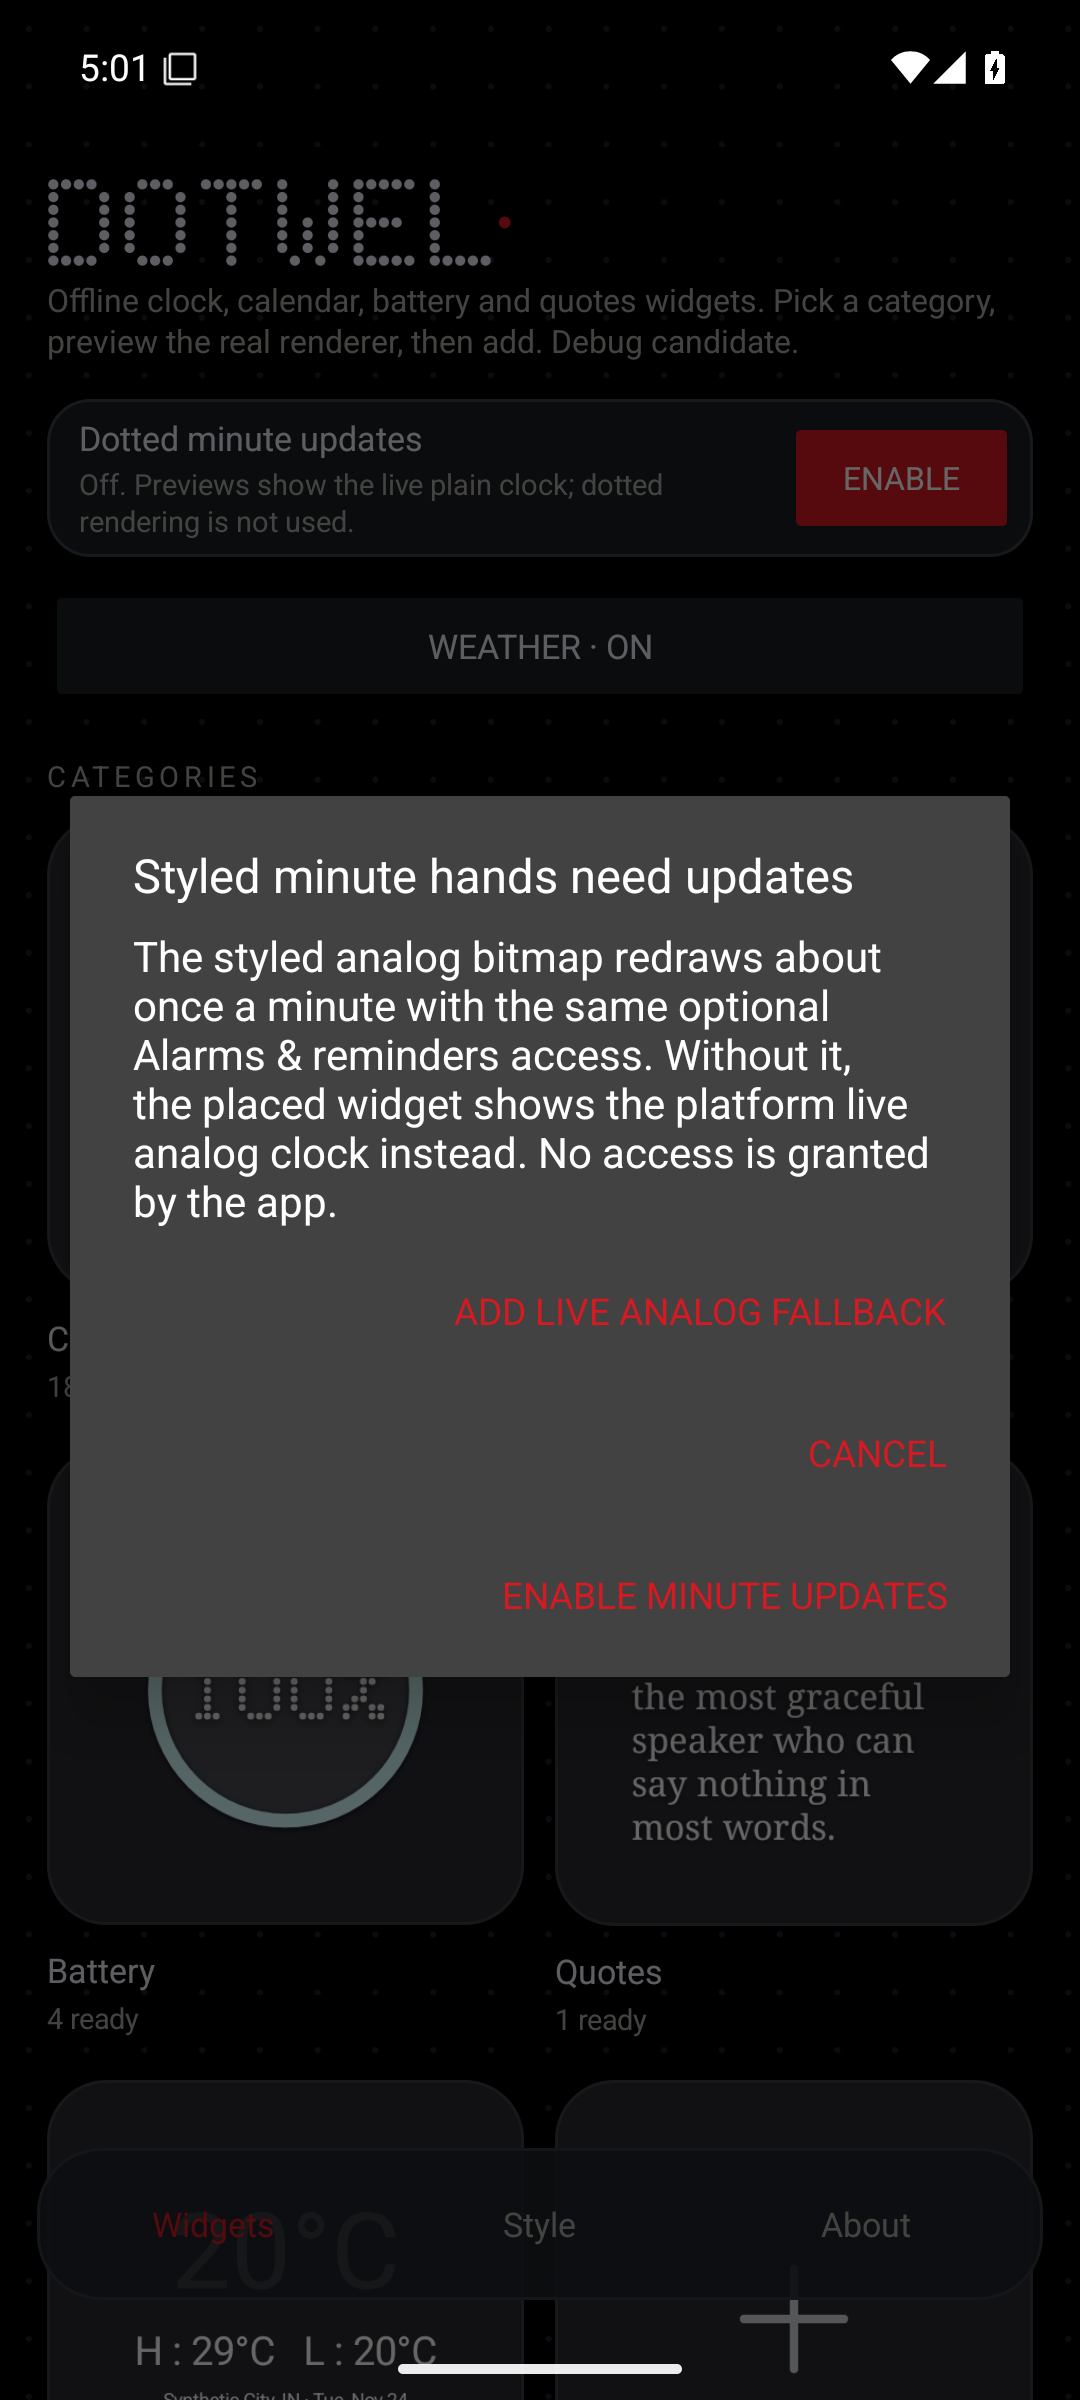 5:01
DOTWEL
Offline clock, calendar, battery and quotes widgets. Pick a category,
preview the real renderer, then add. Debug candidate.
Dotted minute updates
Off. Previews show the live plain clock; dotted
rendering is not used.
ENABLE
WEATHER · ON
CATEGORIES
Styled minute hands need updates
The styled analog bitmap redraws about
once a minute with the same optional
Alarms & reminders access. Without it,
the placed widget shows the platform live
analog clock instead. No access is granted
by the app.
ADD LIVE ANALOG FALLBACK
CANCEL
ENABLE MINUTE UPDATES
100%
the most graceful
speaker who can
say nothing in
most words.
Battery
4 ready
Quotes
1 ready
20°C
Widgets
Style
About
H : 29°C L : 20°C